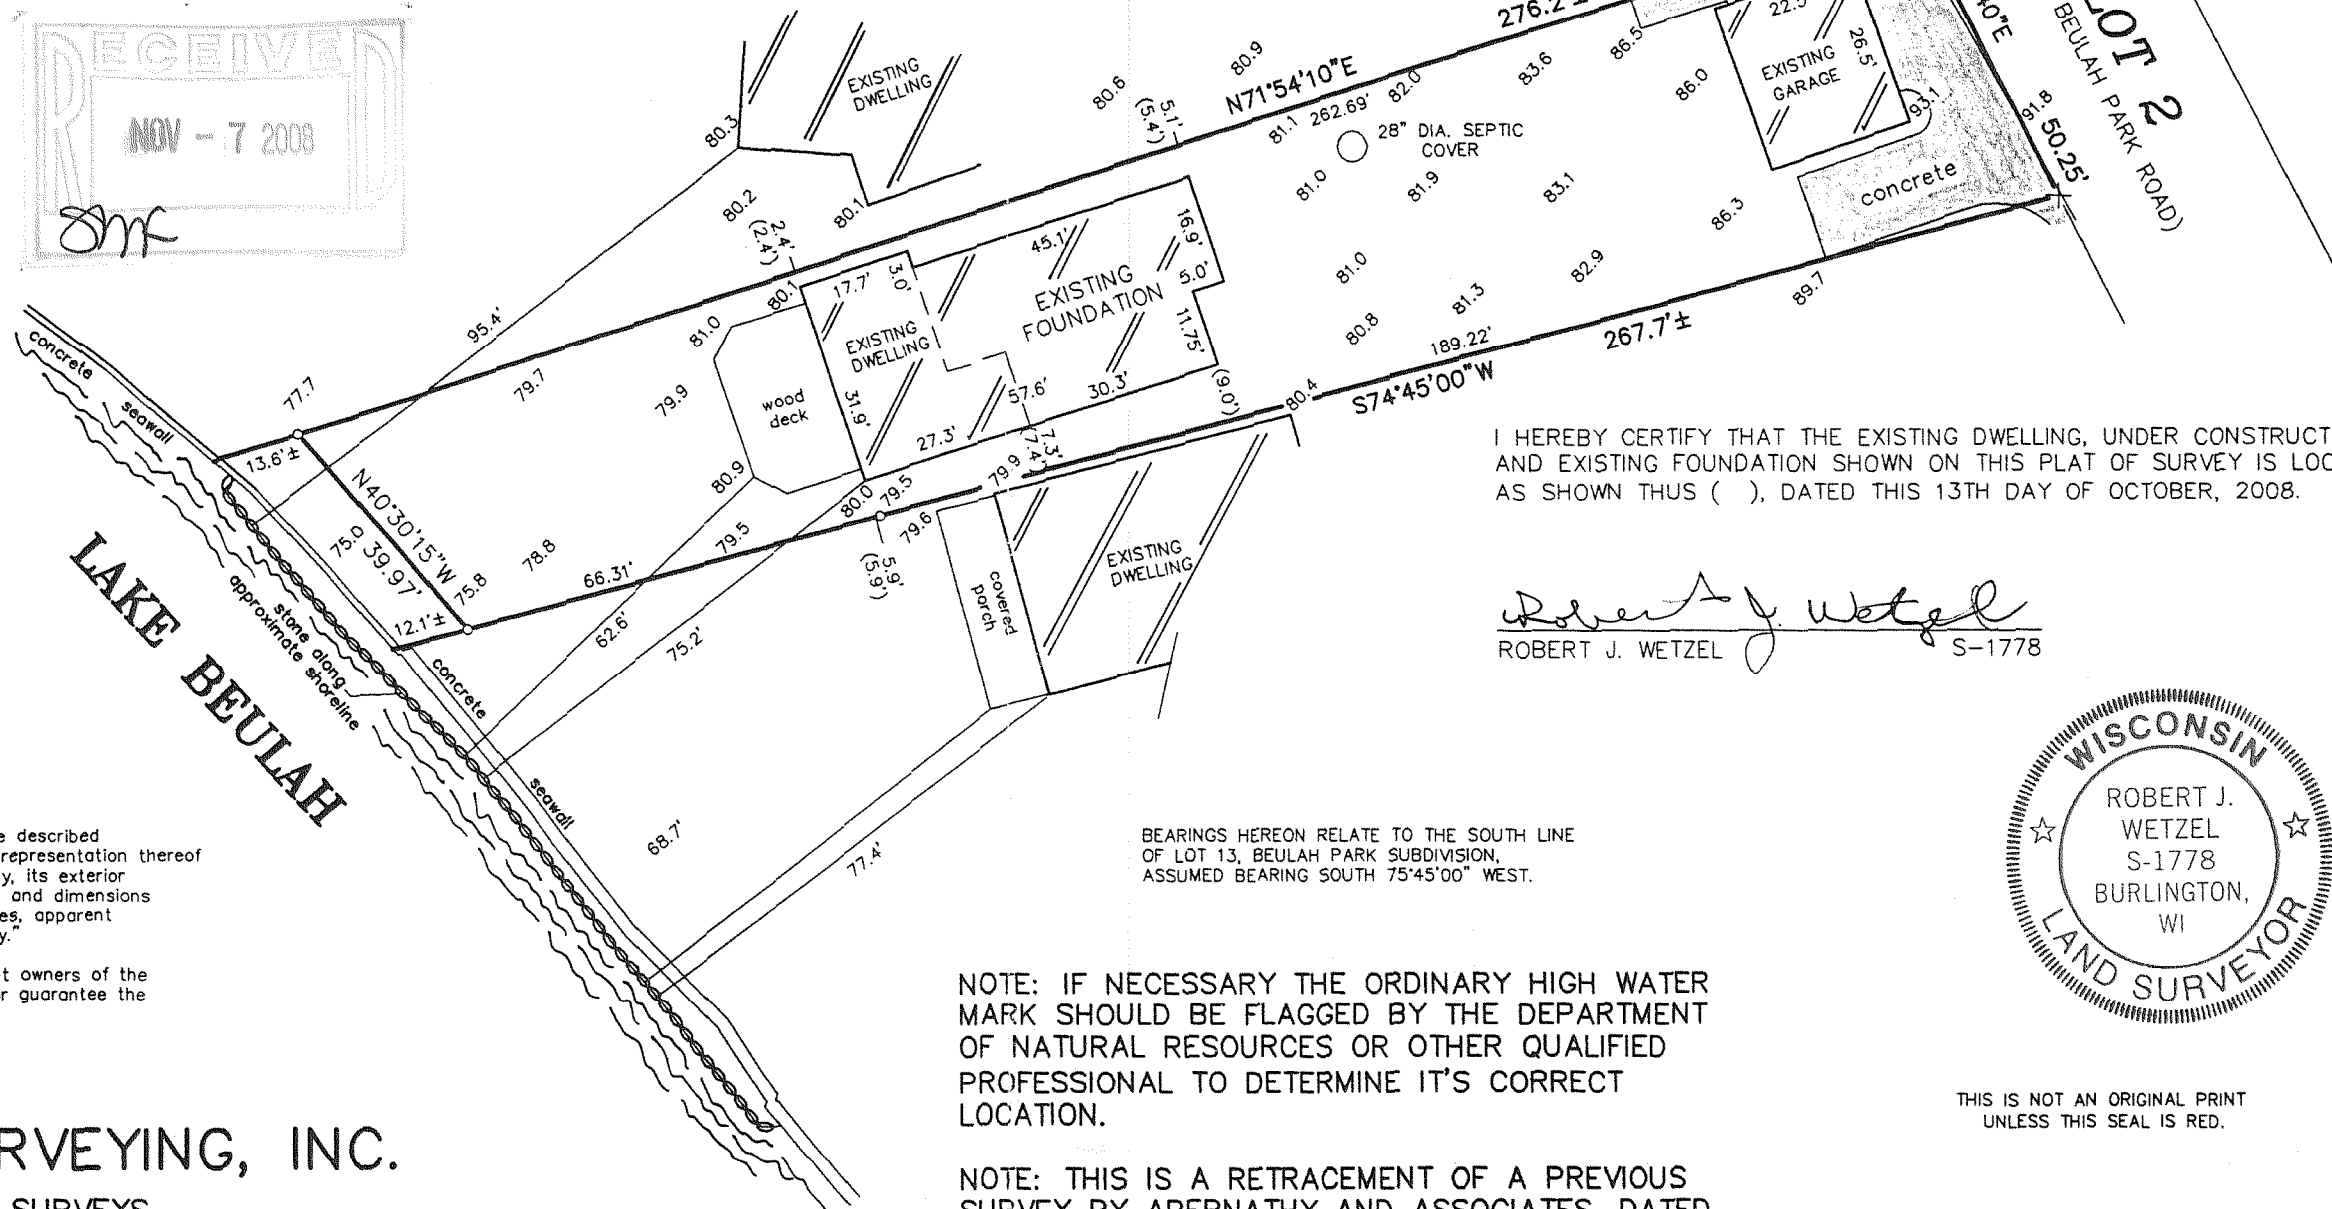 RECEIVED
NOV - 7 2008
EXISTING
DWELLING
80.3
80.6
80.9
5.1'
(5.4')
N71°54'10"E
262.69'
276.2'±
81.1
82.0
83.6
86.5
86.0
22.5'
26.5'
EXISTING
GARAGE
93.1
40"E
91.8
50.25'
LOT 2
BEULAH PARK ROAD)
28" DIA. SEPTIC
COVER
81.0
81.9
83.1
86.3
concrete
80.2
80.1
2.4'
(2.4')
80.1
17.7'
3.0'
45.1'
16.9'
5.0'
EXISTING
FOUNDATION
11.75'
EXISTING
DWELLING
31.9'
57.6'
30.3'
27.3'
(9.0')
81.0
81.3
82.9
89.7
80.8
189.22'
267.7'±
S74°45'00"W
80.4
95.4'
81.0
79.7
79.9
77.7
wood
deck
concrete
seawall
13.6'±
N40°30'15"W
39.97'
75.0
75.8
78.8
66.31'
79.5
80.9
80.0
79.5
79.9
7.3'
(7.4')
79.6
5.9'
(5.9')
covered
porch
EXISTING
DWELLING
12.1'±
62.6'
75.2'
stone along
approximate shoreline
concrete
seawall
LAKE BEULAH
68.7'
77.4'
I HEREBY CERTIFY THAT THE EXISTING DWELLING, UNDER CONSTRUCT
AND EXISTING FOUNDATION SHOWN ON THIS PLAT OF SURVEY IS LOC
AS SHOWN THUS ( ), DATED THIS 13TH DAY OF OCTOBER, 2008.
Robert J. Wetzel
ROBERT J. WETZEL S-1778
BEARINGS HEREON RELATE TO THE SOUTH LINE
OF LOT 13, BEULAH PARK SUBDIVISION,
ASSUMED BEARING SOUTH 75°45'00" WEST.
WISCONSIN
ROBERT J.
WETZEL
S-1778
BURLINGTON,
WI
LAND SURVEYOR
e described
representation thereof
y, its exterior
and dimensions
es, apparent
y."
t owners of the
r guarantee the
NOTE: IF NECESSARY THE ORDINARY HIGH WATER
MARK SHOULD BE FLAGGED BY THE DEPARTMENT
OF NATURAL RESOURCES OR OTHER QUALIFIED
PROFESSIONAL TO DETERMINE IT'S CORRECT
LOCATION.
THIS IS NOT AN ORIGINAL PRINT
UNLESS THIS SEAL IS RED.
RVEYING, INC.
SURVEYS
NOTE: THIS IS A RETRACEMENT OF A PREVIOUS
SURVEY BY ABERNATHY AND ASSOCIATES, DATED